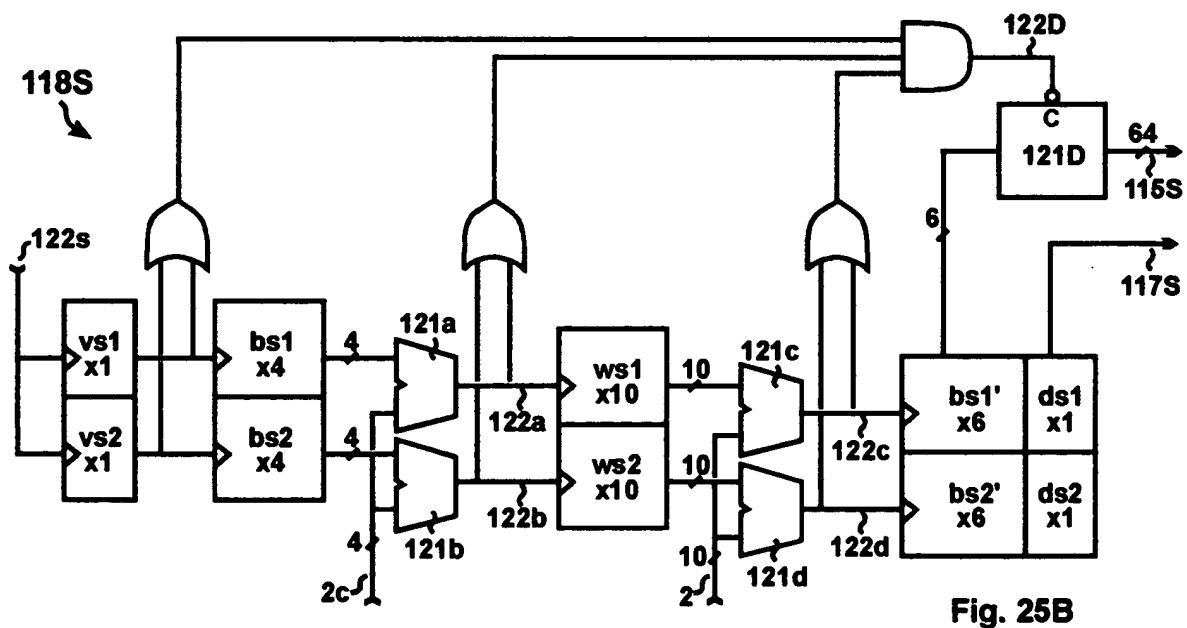 122D
118S
C
121D
64
115S
6
122s
117S
vs1
x1
bs1
x4
4
121a
ws1
x10
10
121c
bs1'
x6
ds1
x1
122a
122c
vs2
x1
bs2
x4
4
ws2
x10
10
bs2'
x6
ds2
x1
122b
122d
4
121b
10
121d
2c
2
Fig. 25B